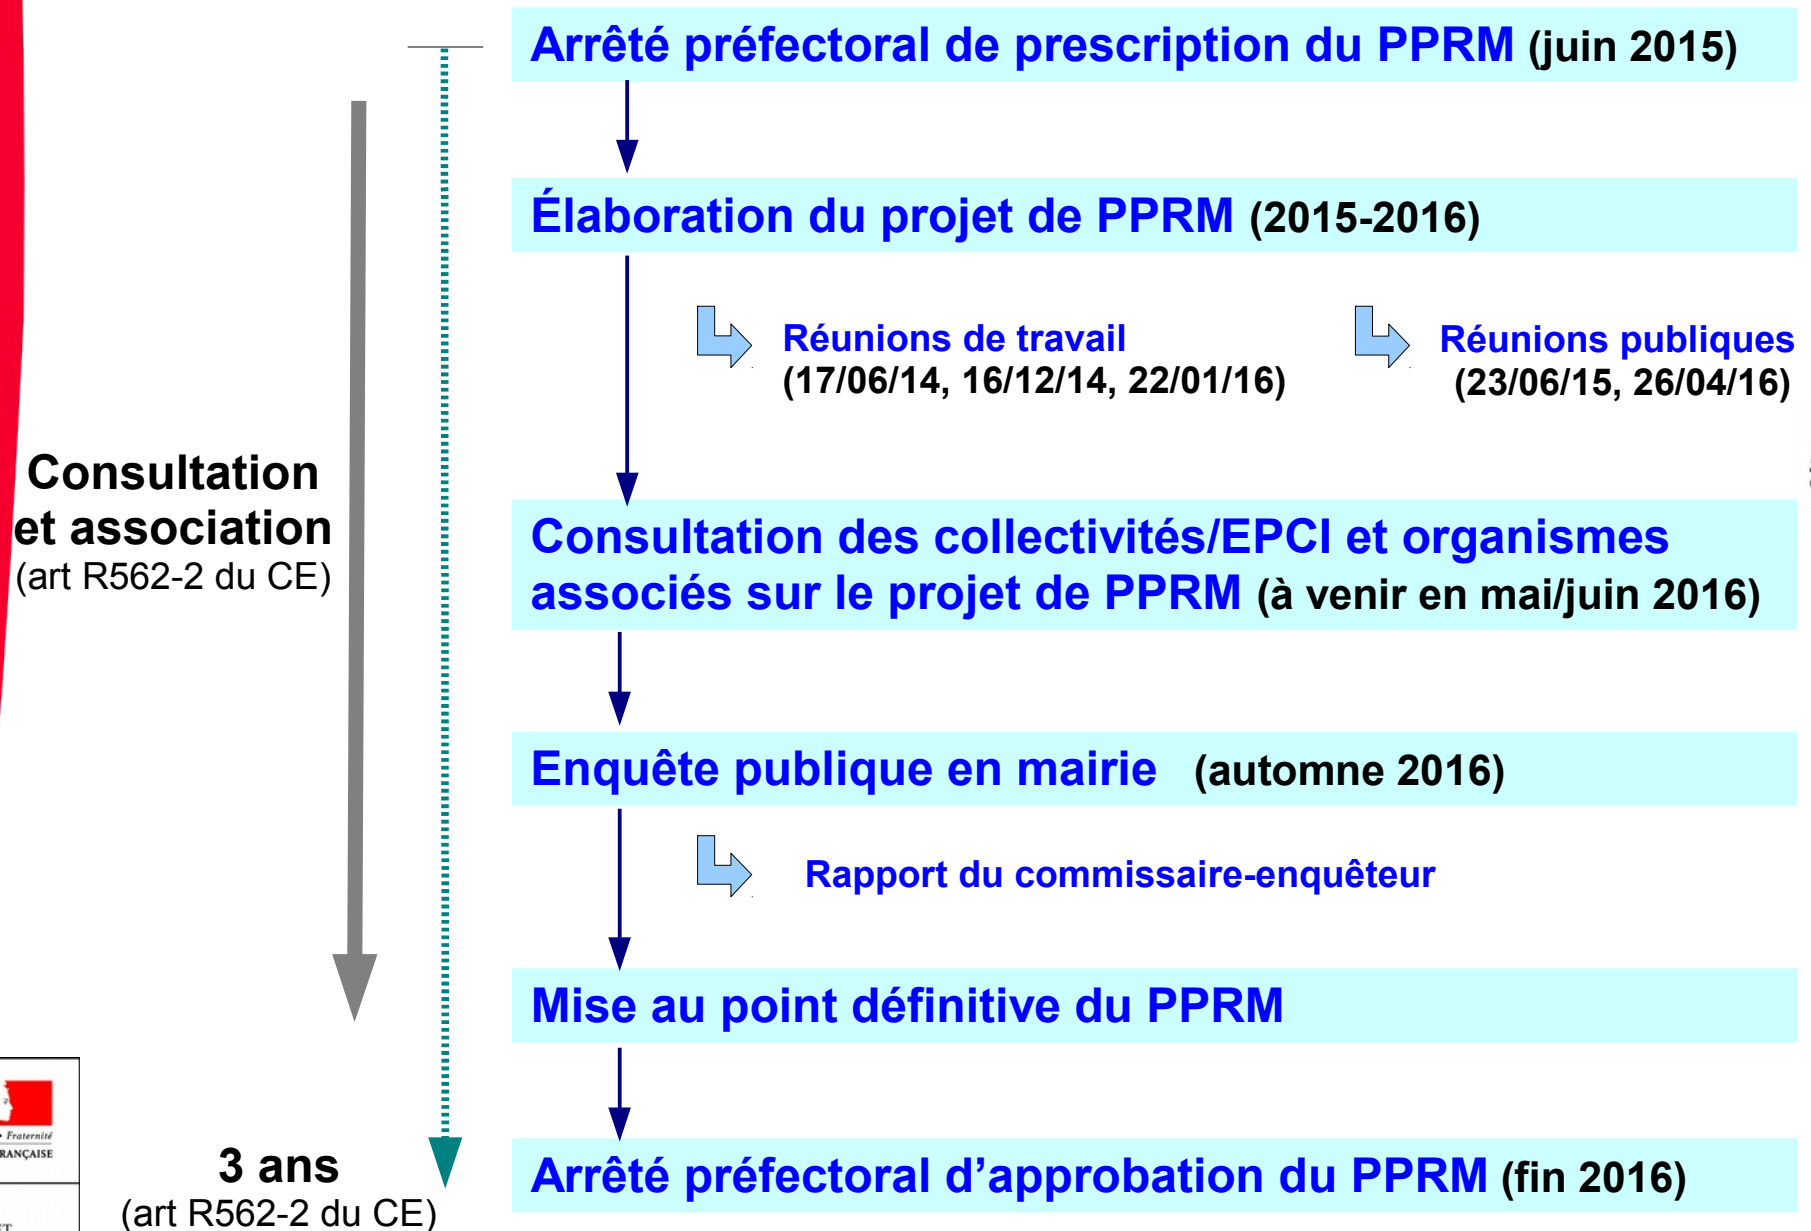 Arrêté préfectoral de prescription du PPRM (juin 2015)
Élaboration du projet de PPRM (2015-2016)
Réunions de travail
(17/06/14, 16/12/14, 22/01/16)
Réunions publiques
(23/06/15, 26/04/16)
Consultation
et association
(art R562-2 du CE)
Consultation des collectivités/EPCI et organismes
associés sur le projet de PPRM (à venir en mai/juin 2016)
Enquête publique en mairie (automne 2016)
Rapport du commissaire-enquêteur
Mise au point définitive du PPRM
Arrêté préfectoral d’approbation du PPRM (fin 2016)
3 ans
(art R562-2 du CE)
• Fraternité
RANÇAISE